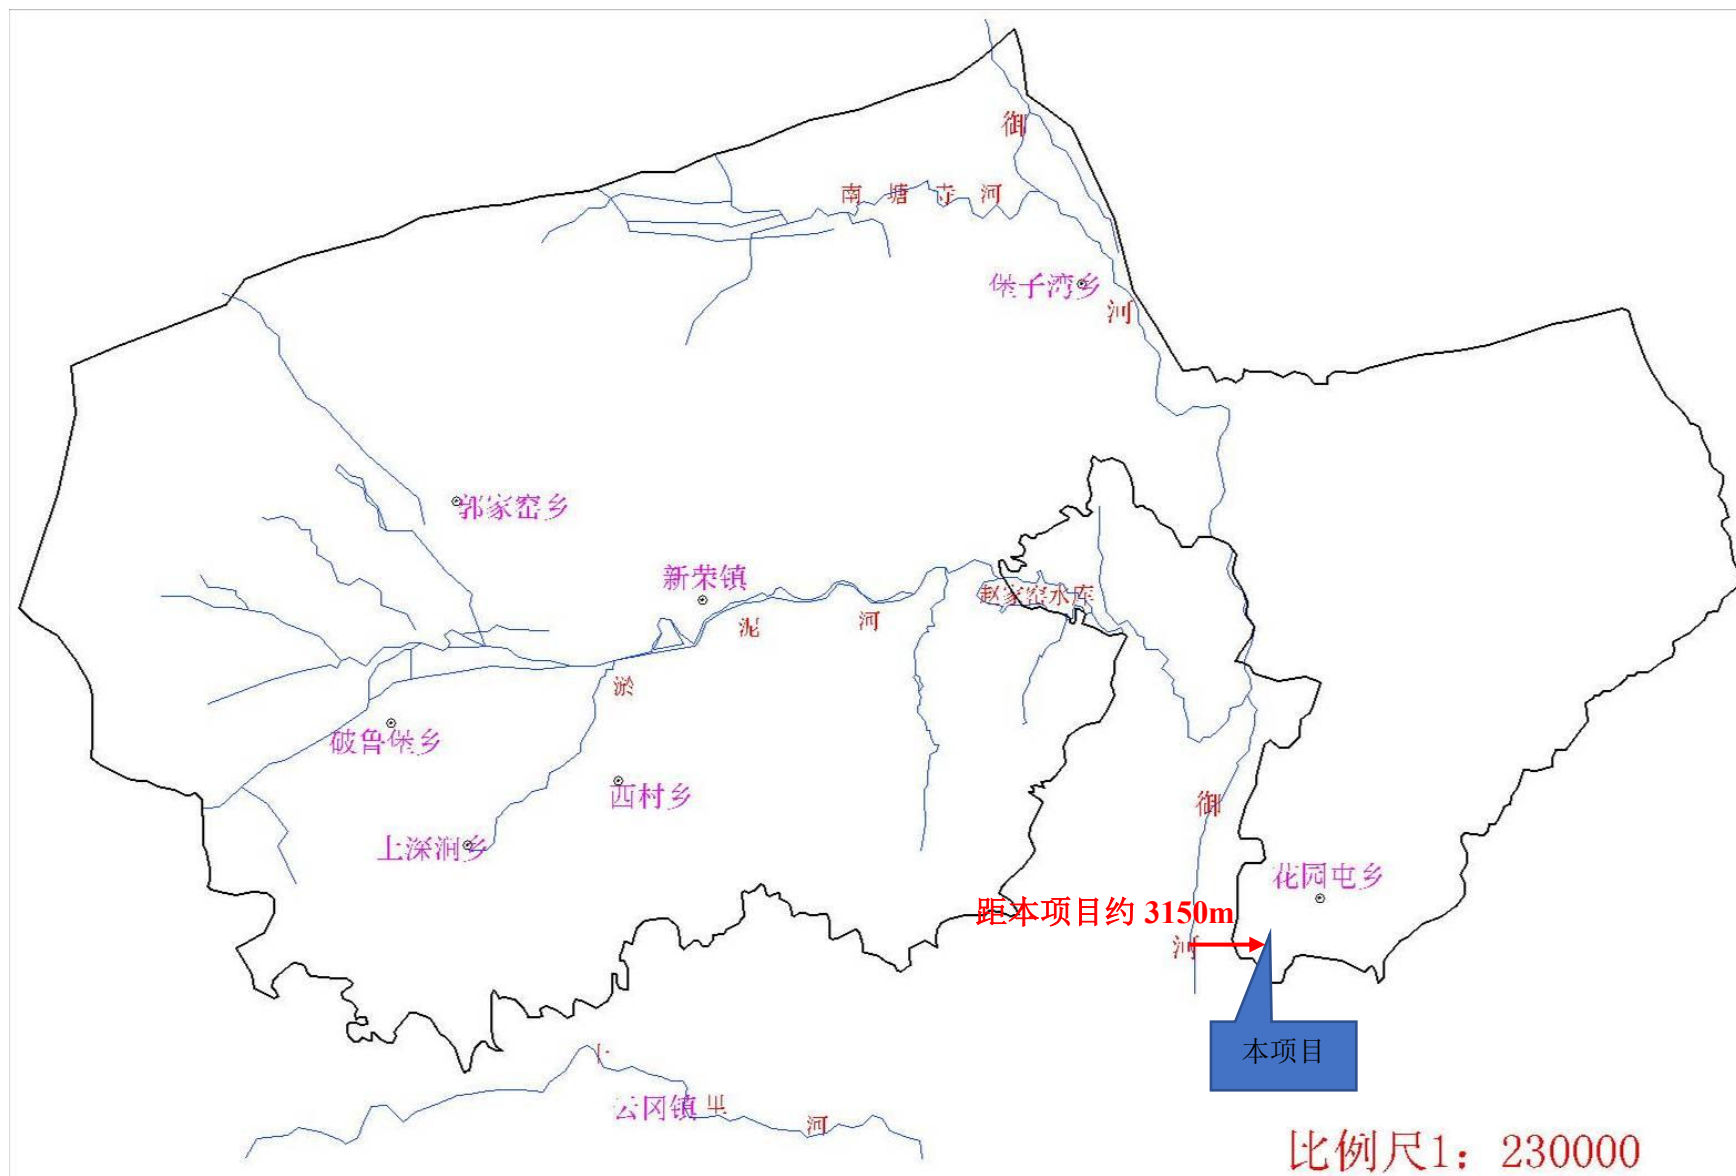 御
南塘寺河
堡子湾乡
河
郭家窑乡
新荣镇
赵家窑水库
泥
河
淤
破鲁堡乡
西村乡
御
上深涧乡
花园屯乡
距本项目约 3150m
河
本项目
十
云冈镇
里
河
比例尺1：230000